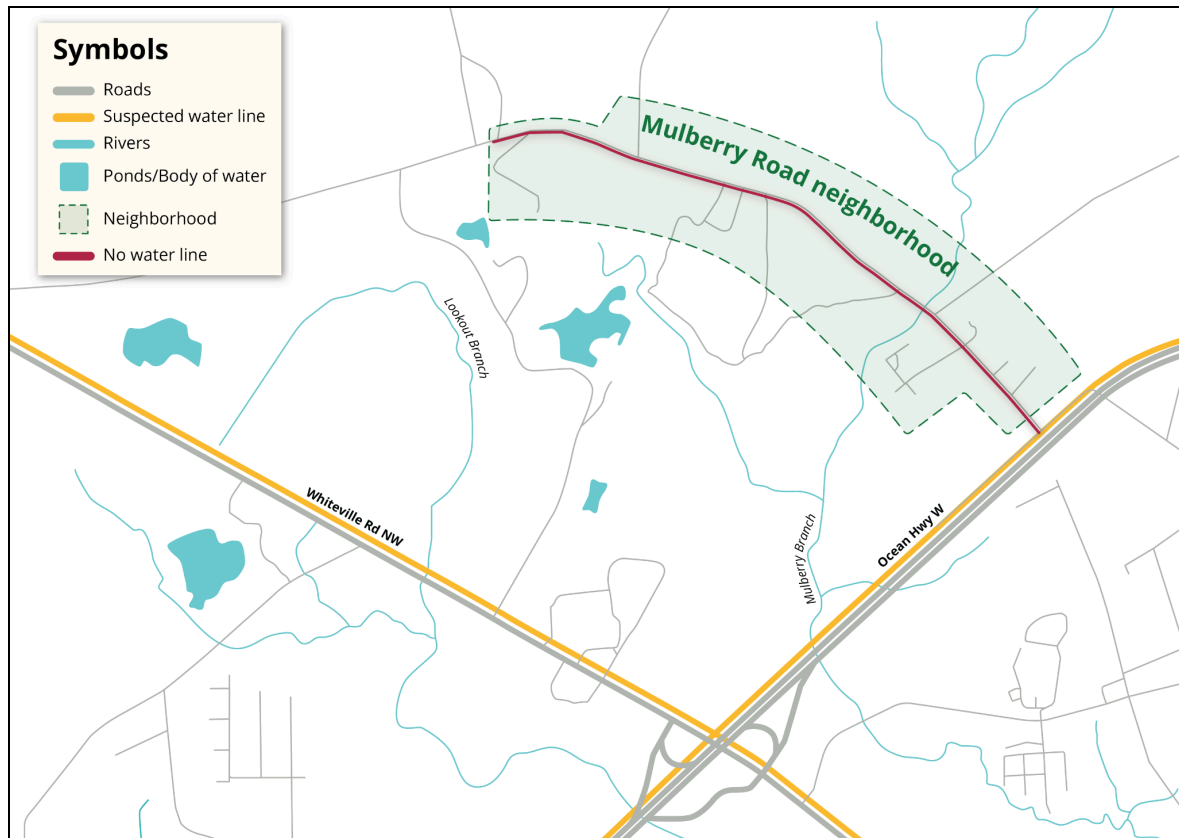 Symbols
Roads
Suspected water line
Rivers
Ponds/Body of water
Neighborhood
No water line
Mulberry Road neighborhood
Lookout Branch
Whiteville Rd NW
Mulberry Branch
Ocean Hwy W